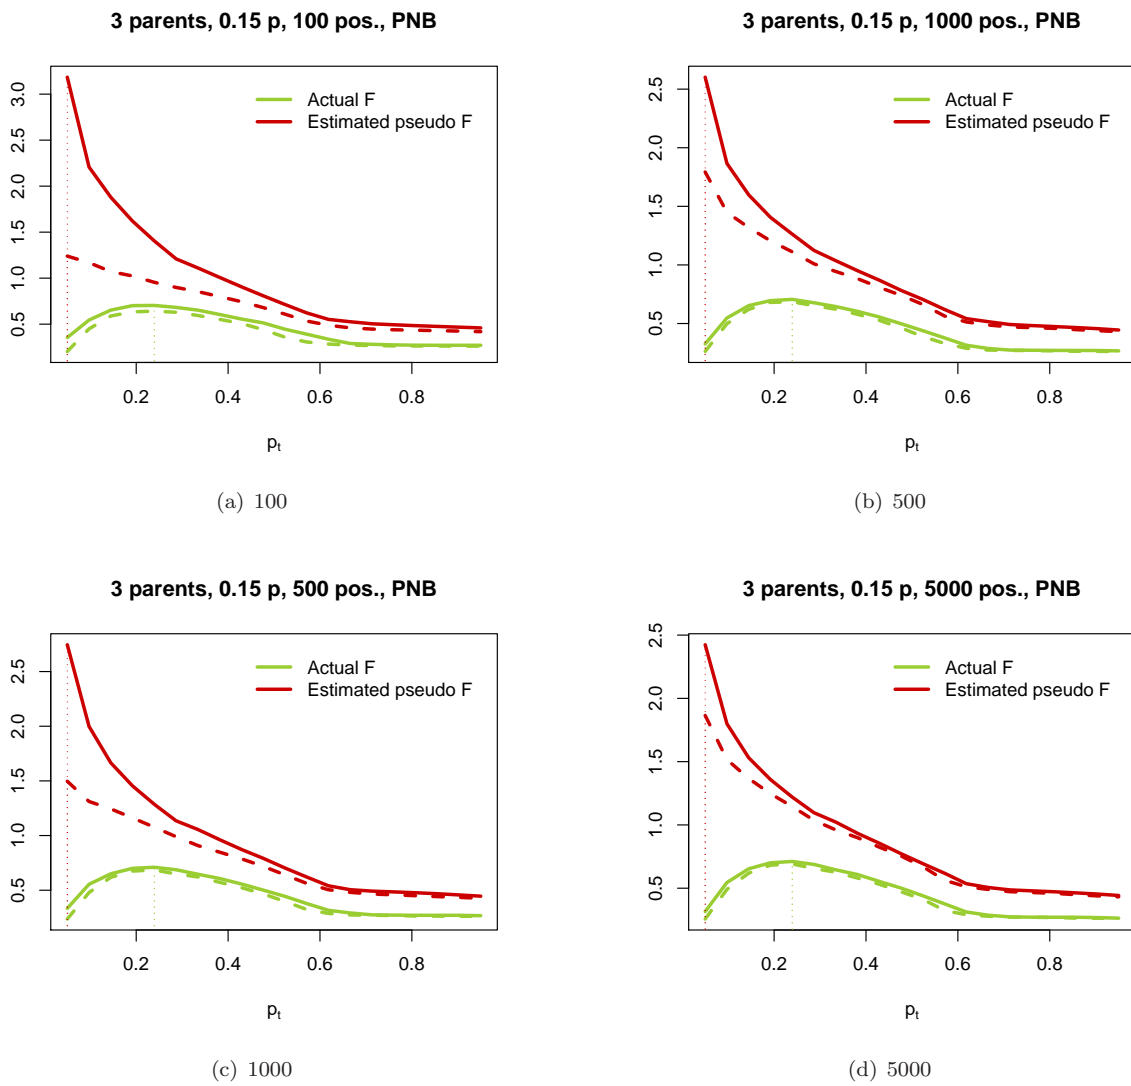 3 parents, 0.15 p, 100 pos., PNB
Actual F
Estimated pseudo F
0.5 1.0 1.5 2.0 2.5 3.0
0.2 0.4 0.6 0.8
pt
(a) 100
3 parents, 0.15 p, 1000 pos., PNB
Actual F
Estimated pseudo F
0.5 1.0 1.5 2.0 2.5
0.2 0.4 0.6 0.8
pt
(b) 500
3 parents, 0.15 p, 500 pos., PNB
Actual F
Estimated pseudo F
0.5 1.0 1.5 2.0 2.5
0.2 0.4 0.6 0.8
pt
(c) 1000
3 parents, 0.15 p, 5000 pos., PNB
Actual F
Estimated pseudo F
0.5 1.0 1.5 2.0 2.5
0.2 0.4 0.6 0.8
pt
(d) 5000